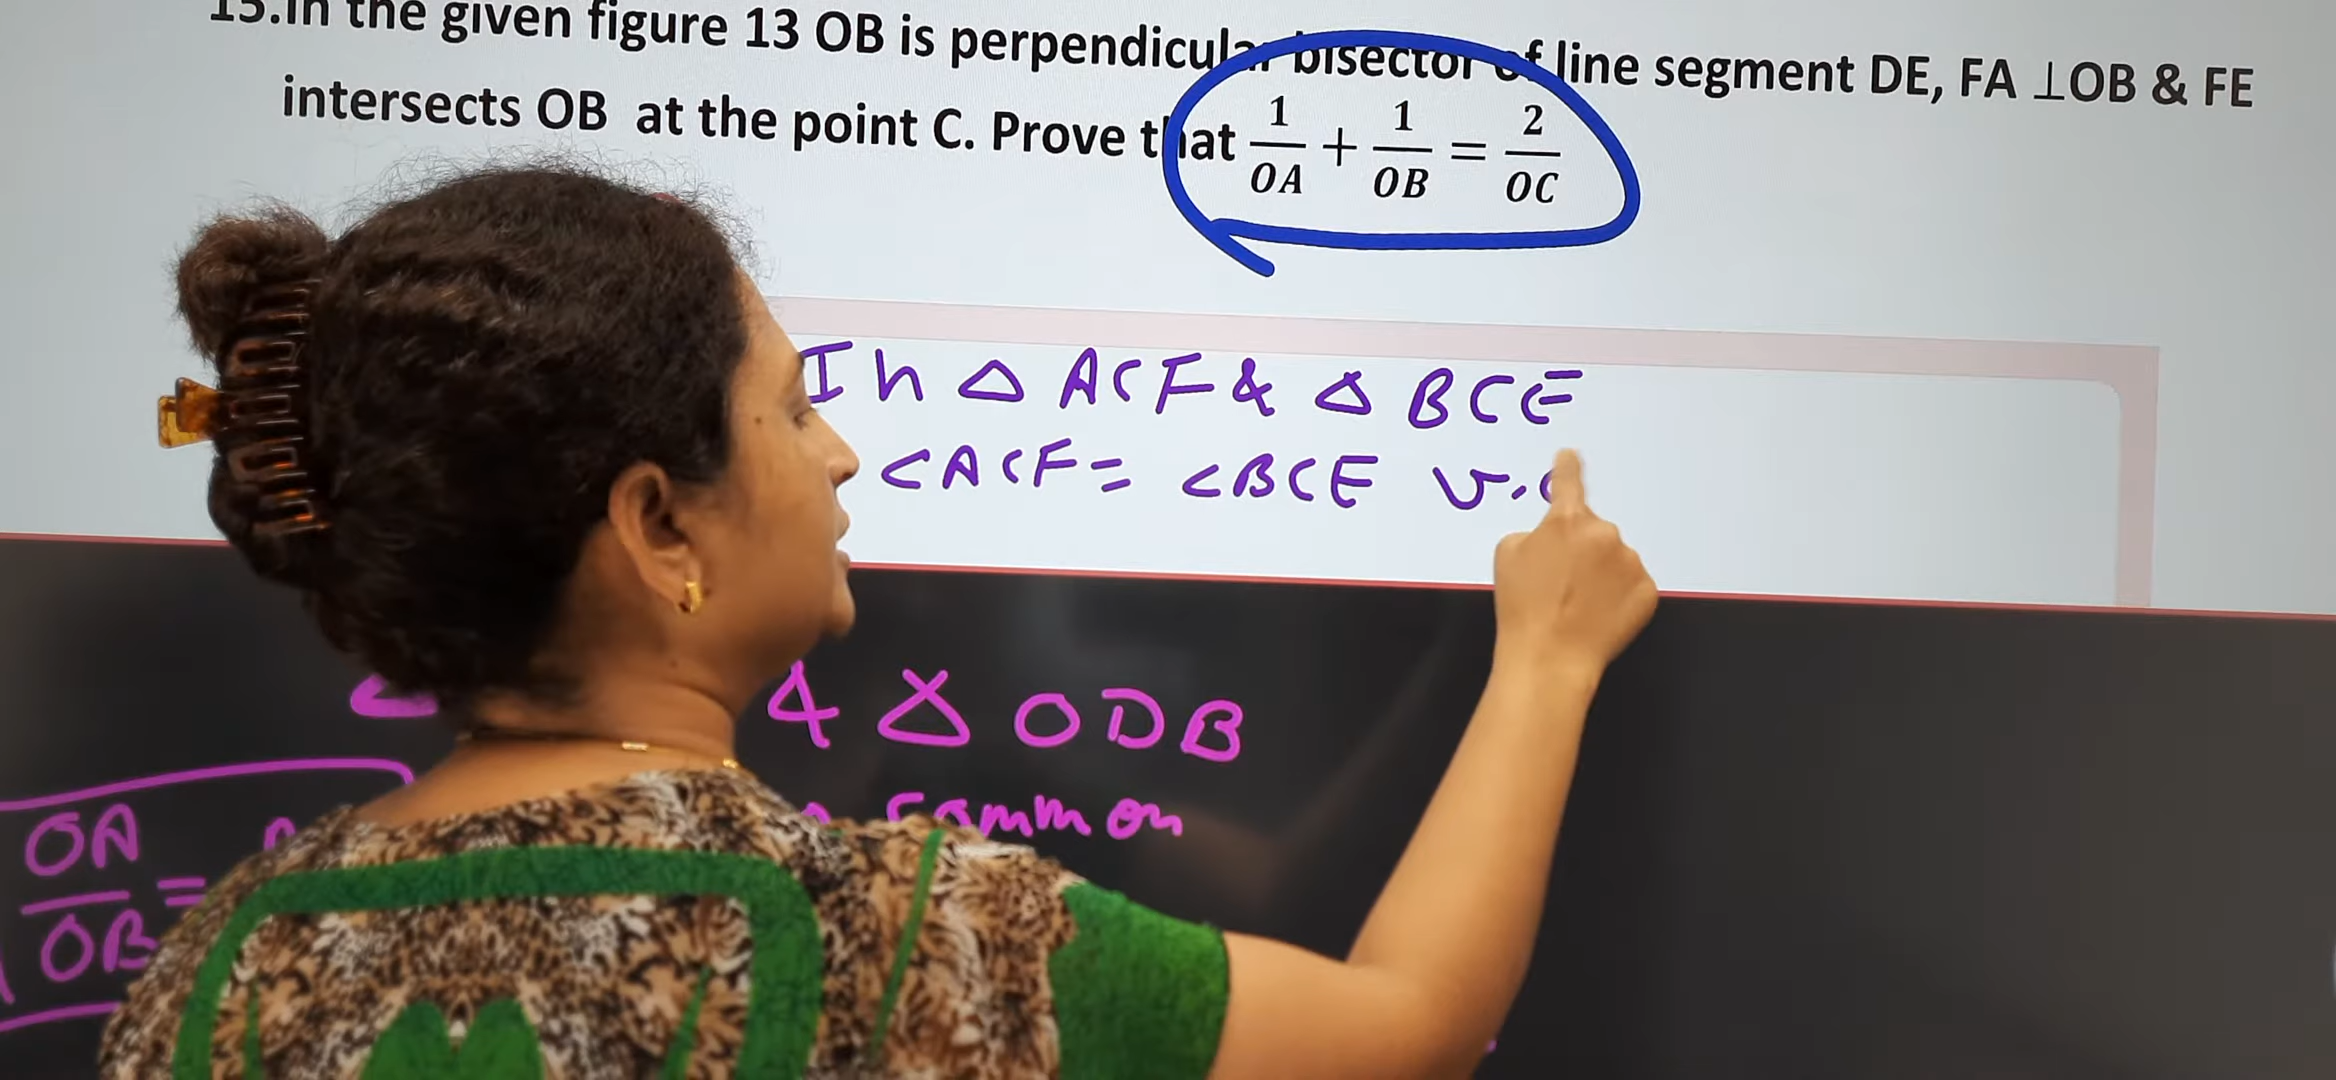 15.In the given figure 13 OB is perpendicular bisector of line segment DE, FA ⊥OB & FE
intersects OB at the point C. Prove that 1/OA + 1/OB = 2/OC
In △ ACF & △ BCE
<ACF = <BCE v.
△ ODB
common
OA/OB =